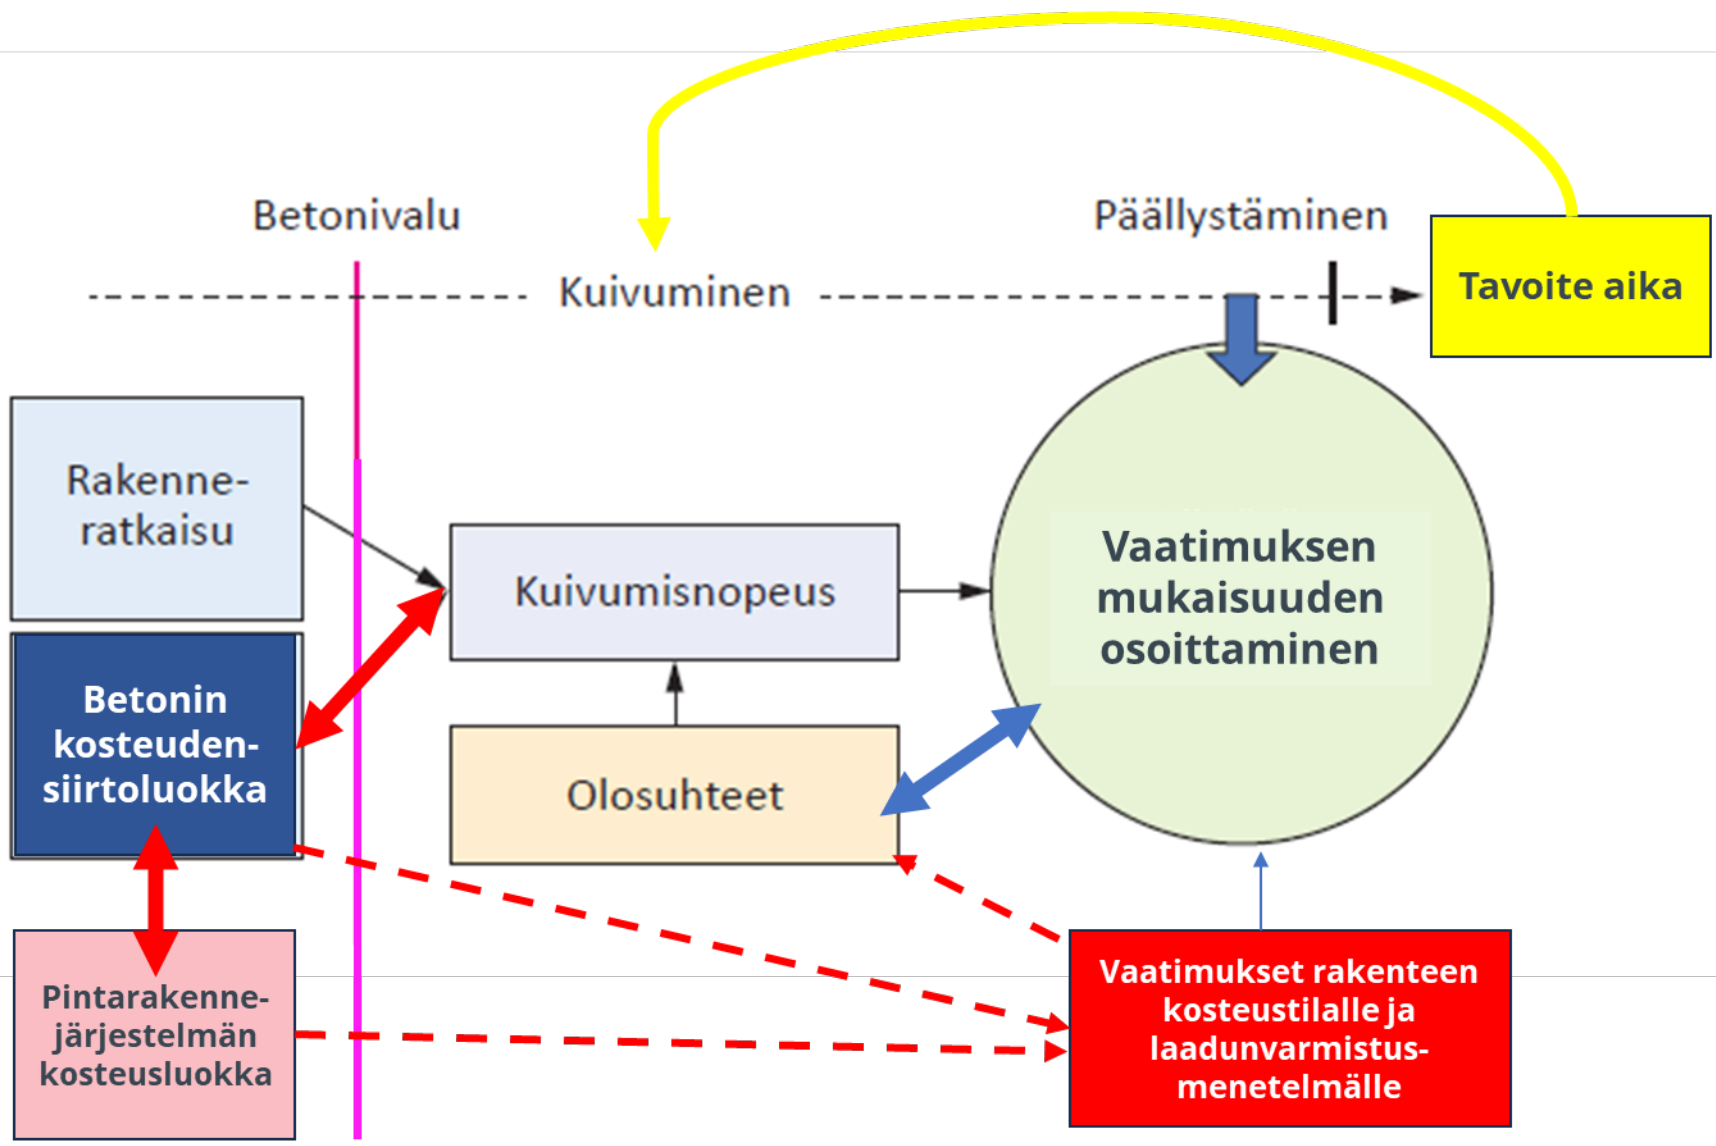 Betonivalu
Päällystäminen
Kuivuminen
Tavoite aika
Rakenne-
ratkaisu
Kuivumisnopeus
Vaatimuksen
mukaisuuden
osoittaminen
Betonin
kosteuden-
siirtoluokka
Olosuhteet
Pintarakenne-
järjestelmän
kosteusluokka
Vaatimukset rakenteen
kosteustilalle ja
laadunvarmistus-
menetelmälle